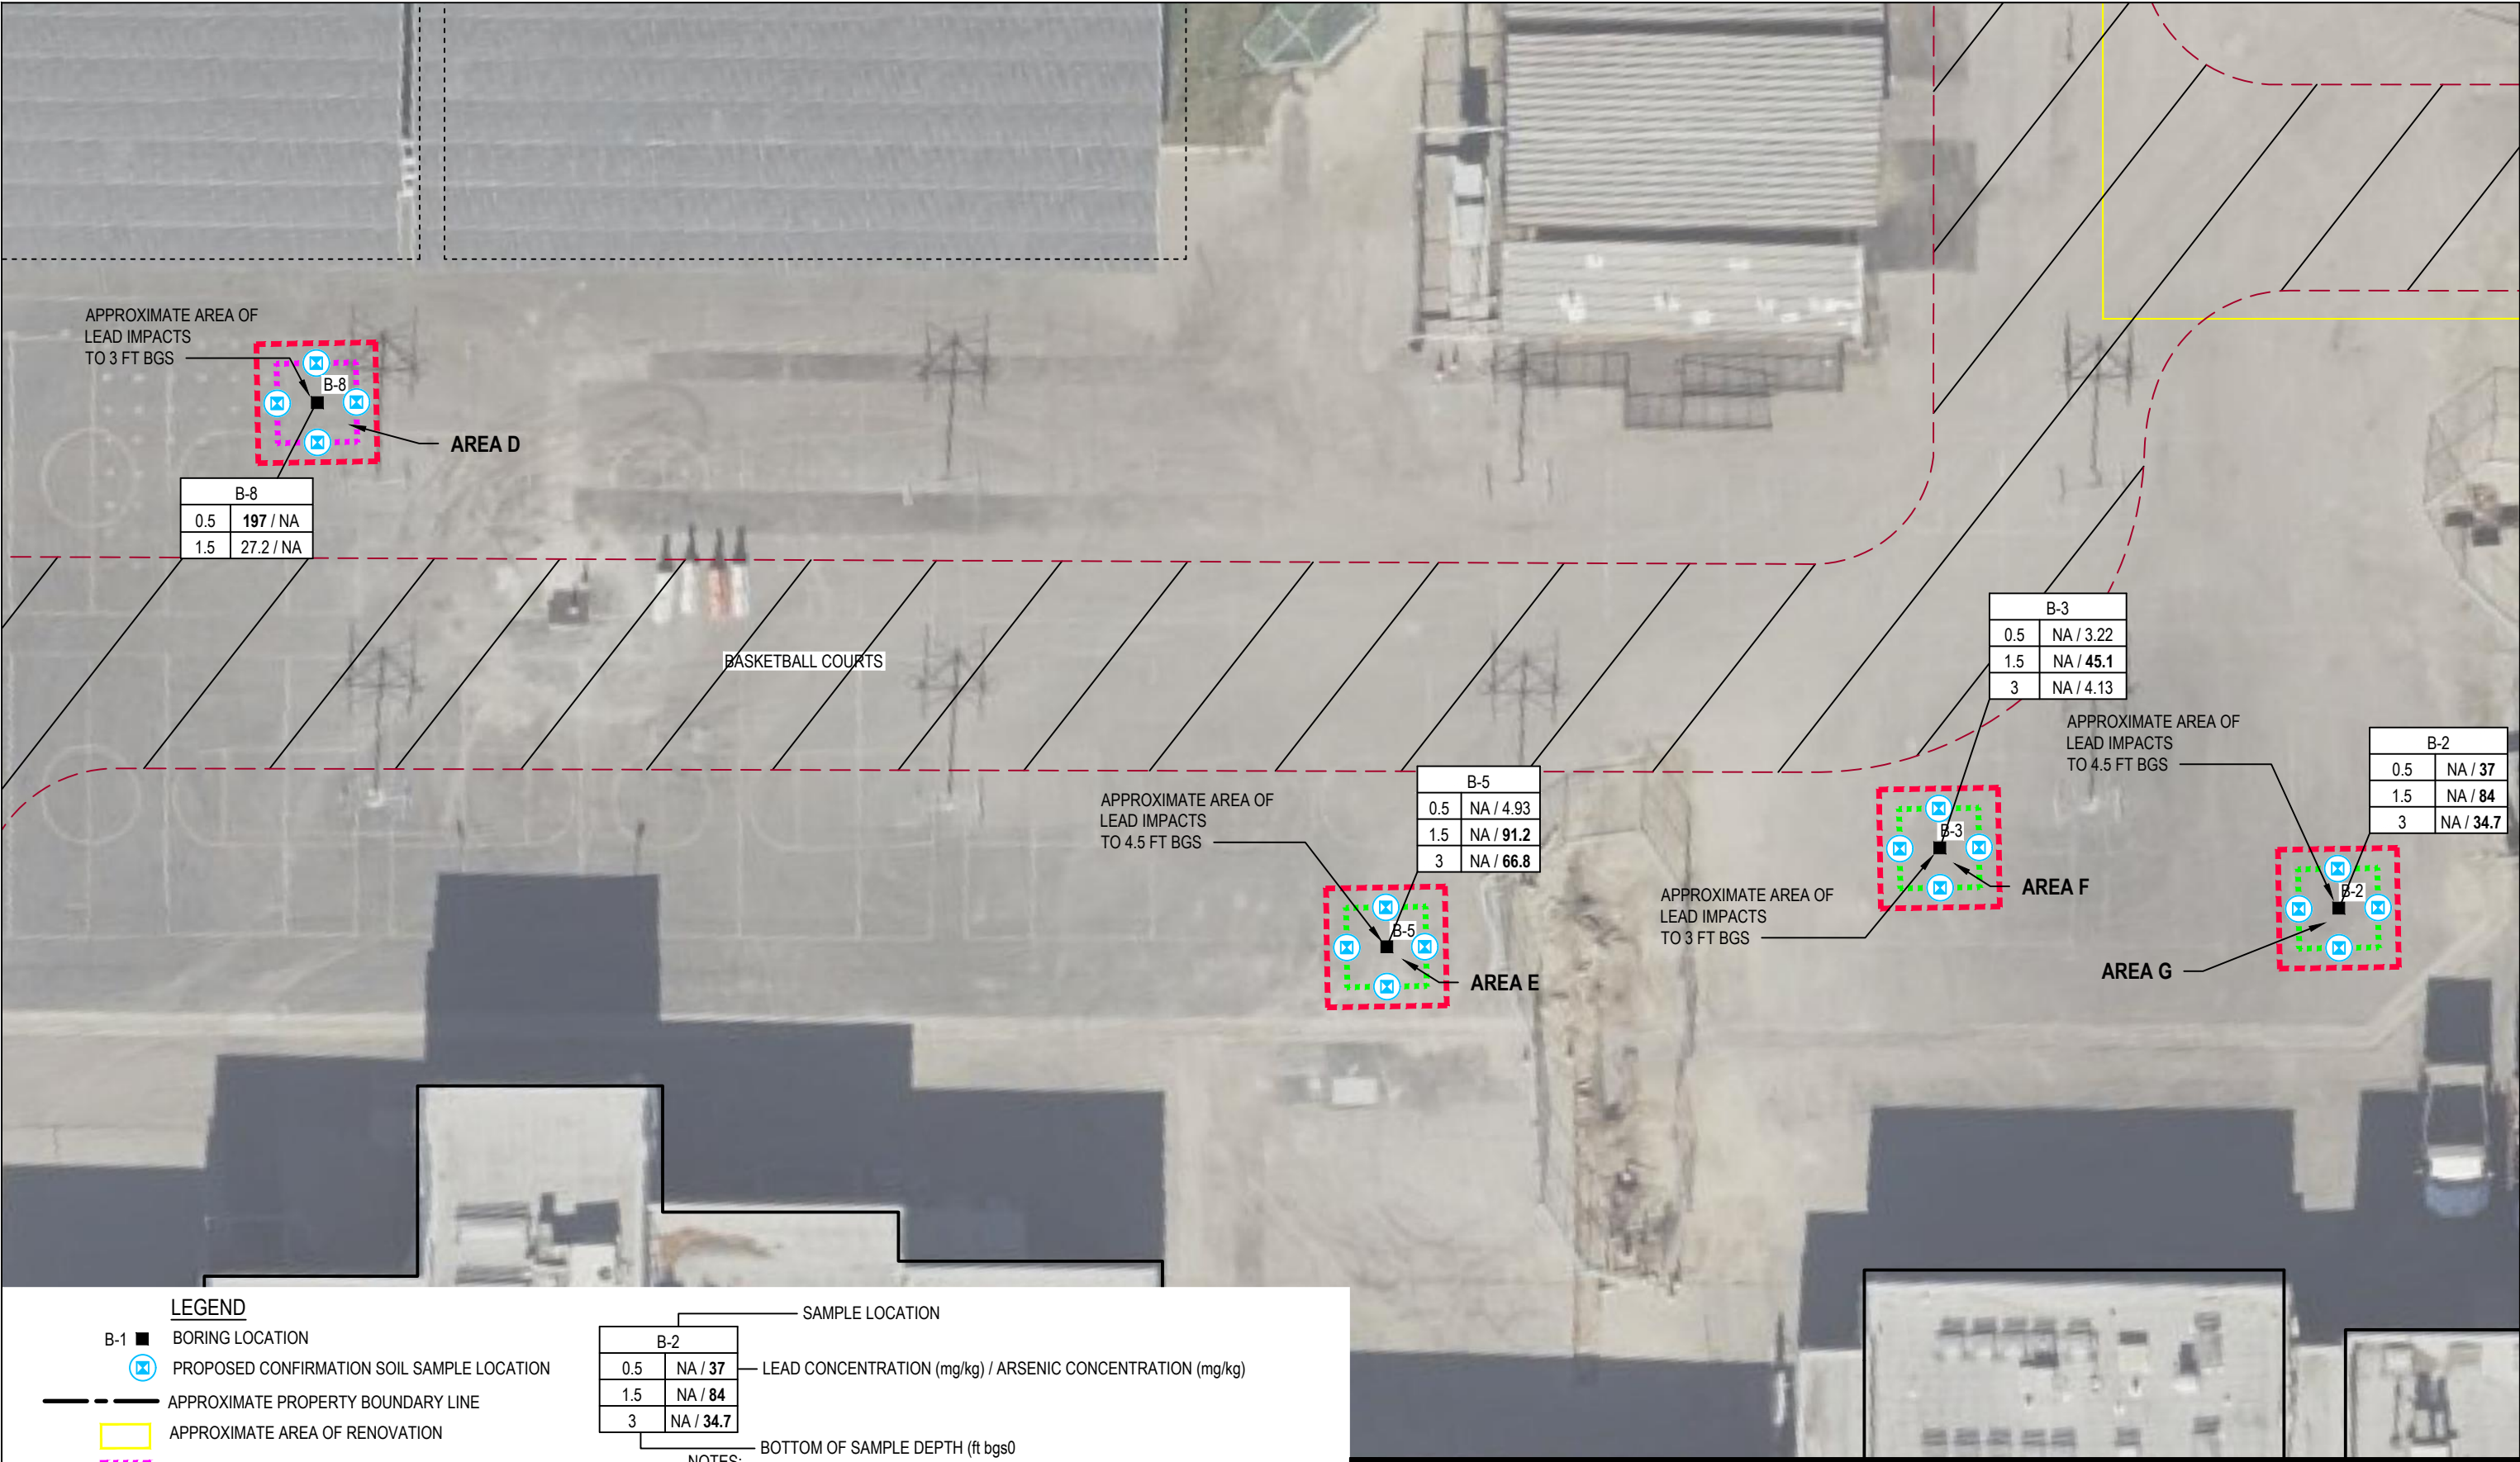 APPROXIMATE AREA OF
LEAD IMPACTS
TO 3 FT BGS
B-8
AREA D
B-8
0.5 197 / NA
1.5 27.2 / NA
BASKETBALL COURTS
B-3
0.5 NA / 3.22
1.5 NA / 45.1
3 NA / 4.13
APPROXIMATE AREA OF
LEAD IMPACTS
TO 4.5 FT BGS
B-2
0.5 NA / 37
1.5 NA / 84
3 NA / 34.7
B-5
0.5 NA / 4.93
1.5 NA / 91.2
3 NA / 66.8
APPROXIMATE AREA OF
LEAD IMPACTS
TO 4.5 FT BGS
B-3
AREA F
APPROXIMATE AREA OF
LEAD IMPACTS
TO 3 FT BGS
B-2
AREA G
B-5
AREA E
LEGEND
B-1 BORING LOCATION
PROPOSED CONFIRMATION SOIL SAMPLE LOCATION
APPROXIMATE PROPERTY BOUNDARY LINE
APPROXIMATE AREA OF RENOVATION
SAMPLE LOCATION
B-2
0.5 NA / 37
1.5 NA / 84
3 NA / 34.7
LEAD CONCENTRATION (mg/kg) / ARSENIC CONCENTRATION (mg/kg)
BOTTOM OF SAMPLE DEPTH (ft bgs0
NOTES: